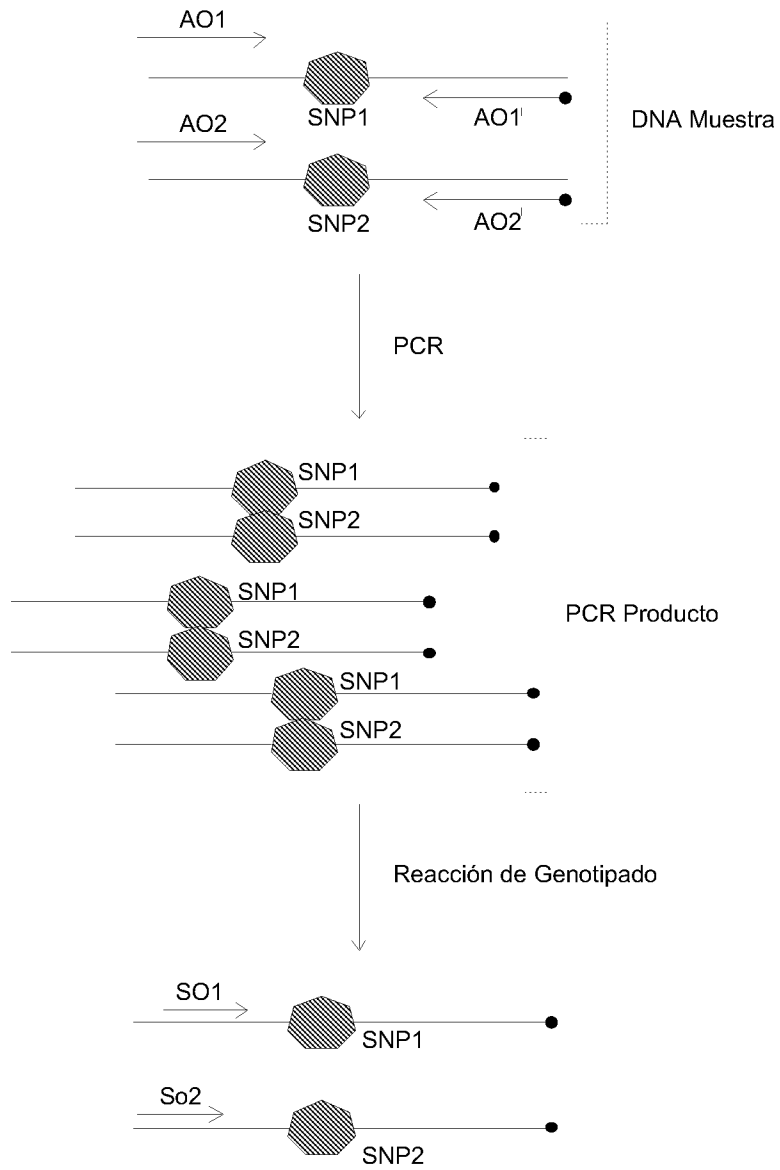 AO1
SNP1
AO1'
DNA Muestra
AO2
SNP2
AO2'
PCR
SNP1
SNP2
SNP1
SNP2
PCR Producto
SNP1
SNP2
Reacción de Genotipado
SO1
SNP1
So2
SNP2